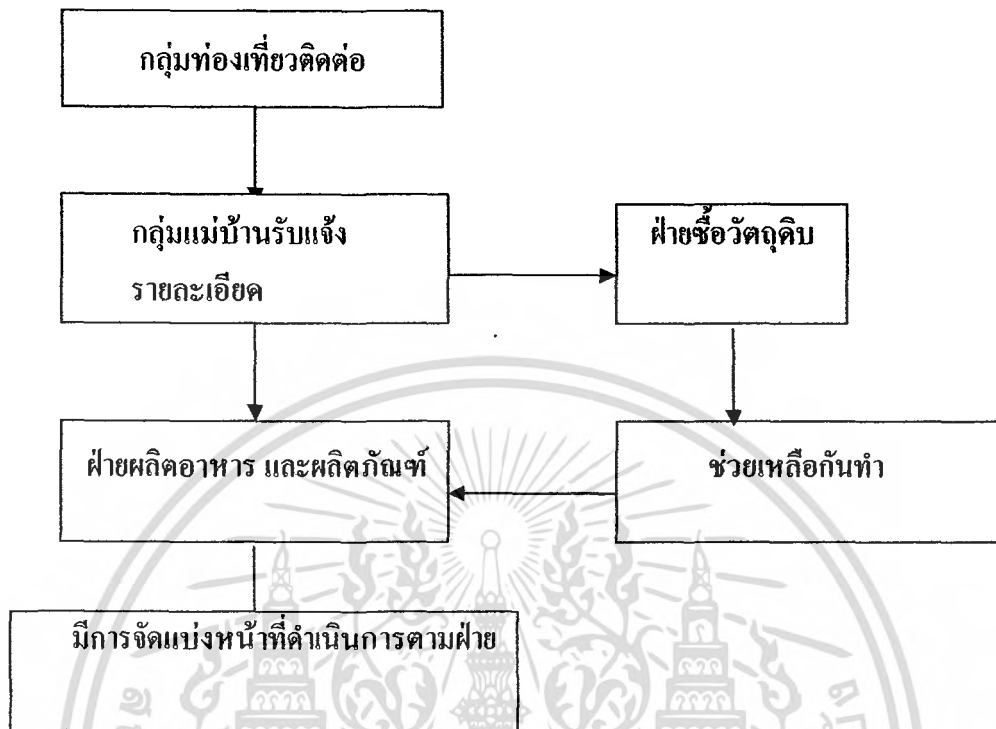 กลุ่มท่องเที่ยวติดต่อ
กลุ่มแม่บ้านรับแจ้ง
รายละเอียด
ฝ่ายซื้อวัตถุดิบ
ฝ่ายผลิตอาหาร และผลิตภัณฑ์
ช่วยเหลือกันทำ
มีการจัดแบ่งหน้าที่ดำเนินการตามฝ่าย